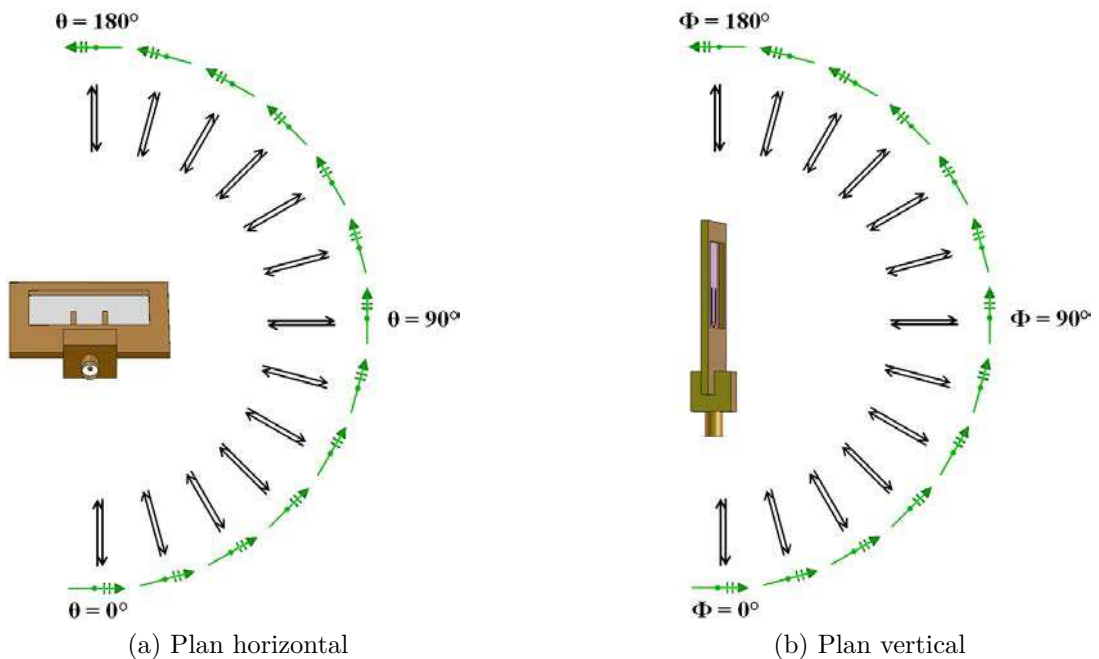 θ = 180°
Φ = 180°
θ = 90°
Φ = 90°
θ = 0°
Φ = 0°
(a) Plan horizontal
(b) Plan vertical